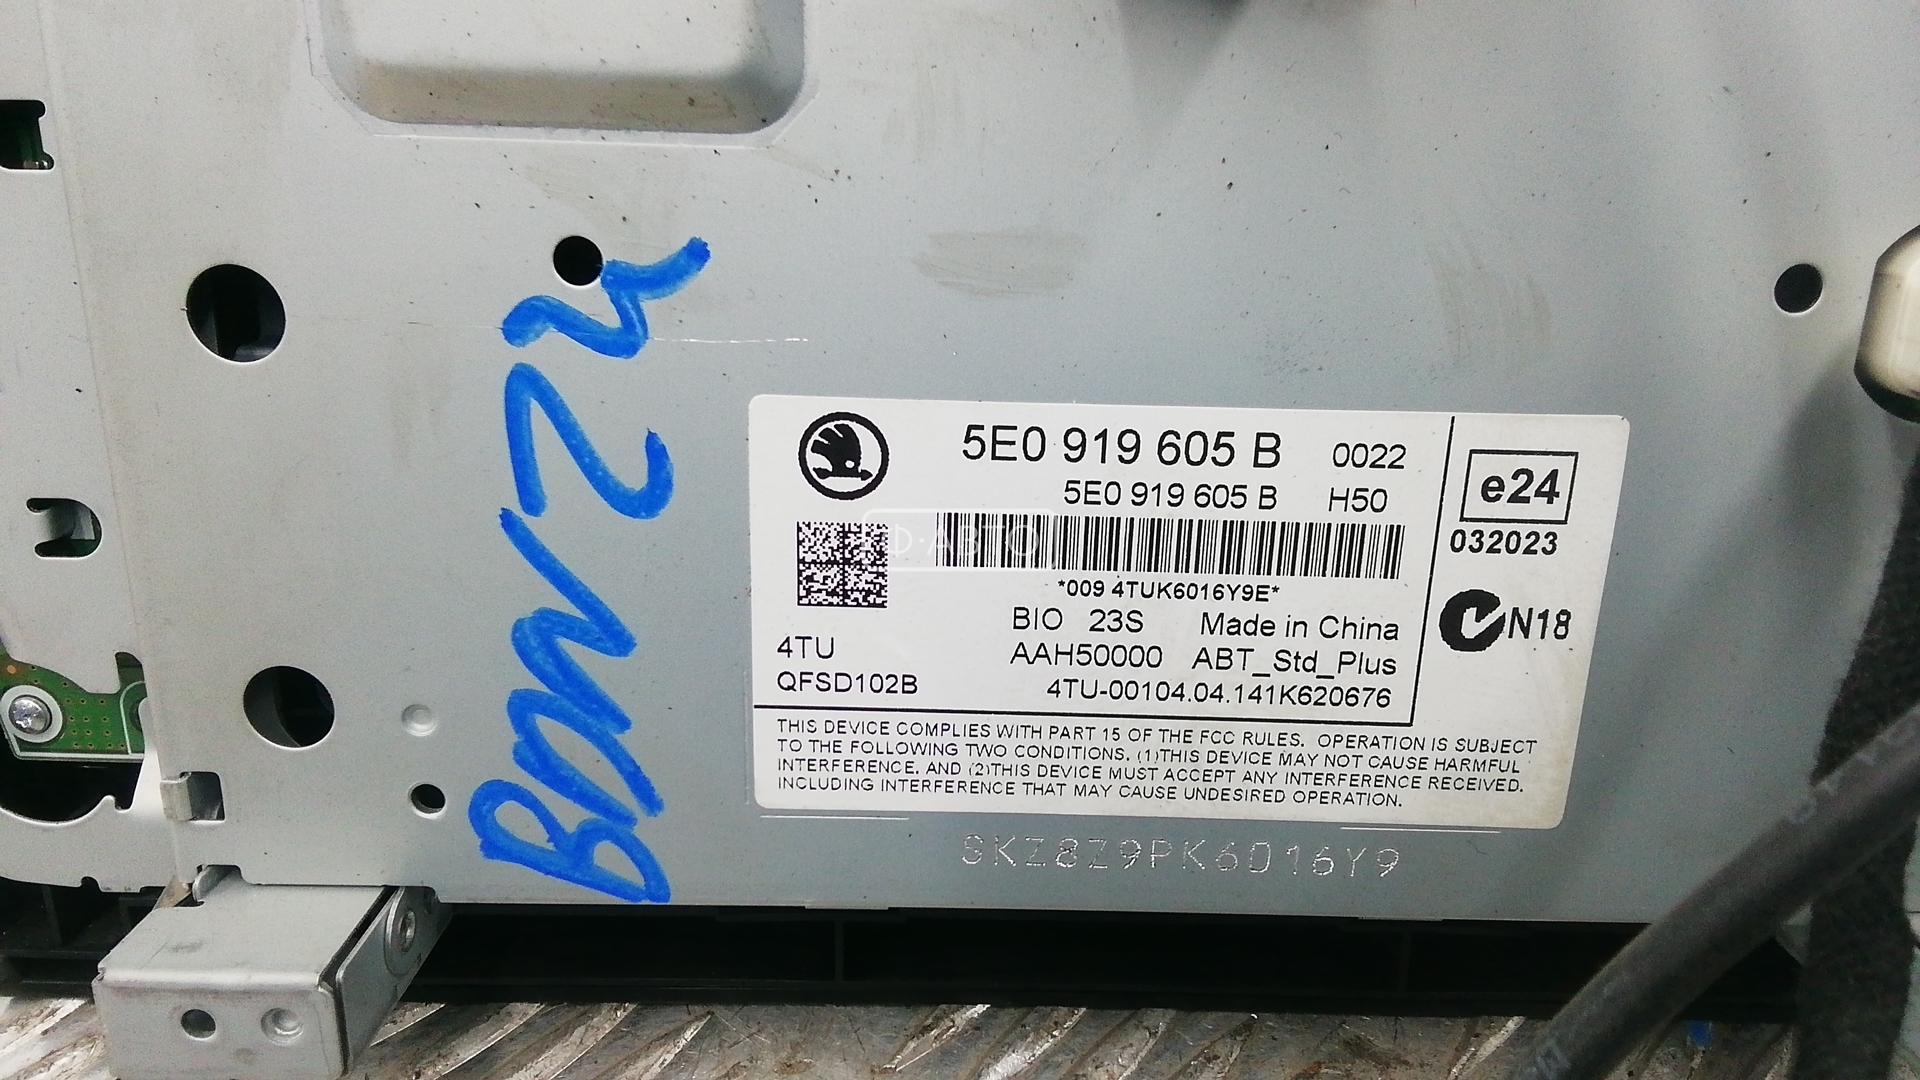 5E0 919 605 B 0022
5E0 919 605 B H50
e24
032023
Ф·АВТО
*009 4TUK6016Y9E*
BIO 23S Made in China
N18
4TU
AAH50000 ABT_Std_Plus
QFSD102B
4TU-00104.04.141K620676
THIS DEVICE COMPLIES WITH PART 15 OF THE FCC RULES. OPERATION IS SUBJECT
TO THE FOLLOWING TWO CONDITIONS. (1)THIS DEVICE MAY NOT CAUSE HARMFUL
INTERFERENCE. AND (2)THIS DEVICE MUST ACCEPT ANY INTERFERENCE RECEIVED.
INCLUDING INTERFERENCE THAT MAY CAUSE UNDESIRED OPERATION.
SKZ8Z9PK6016Y9